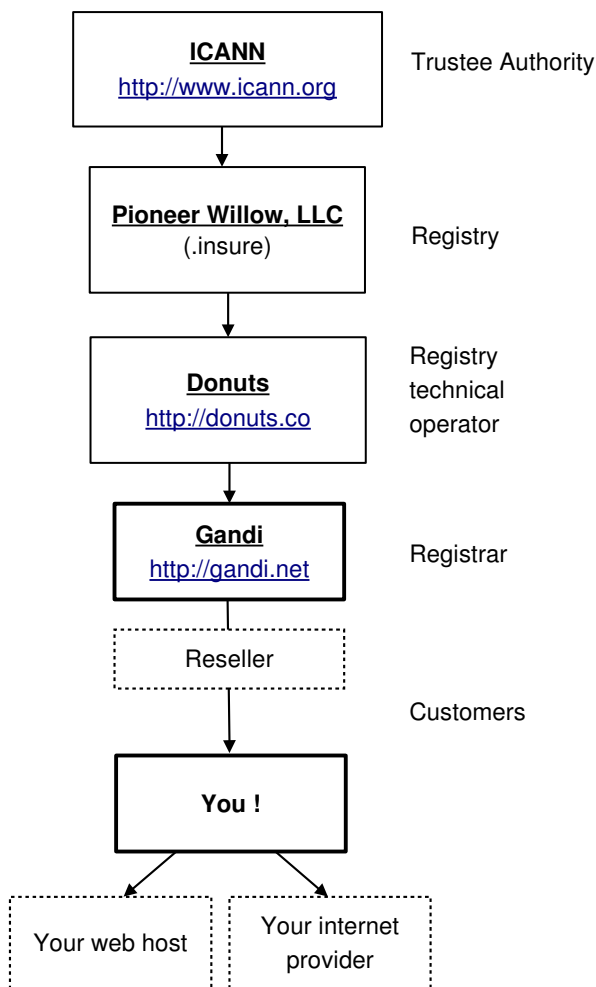 ICANN
http://www.icann.org
Trustee Authority
Pioneer Willow, LLC
(.insure)
Registry
Donuts
http://donuts.co
Registry
technical
operator
Gandi
http://gandi.net
Registrar
Reseller
Customers
You !
Your web host
Your internet
provider